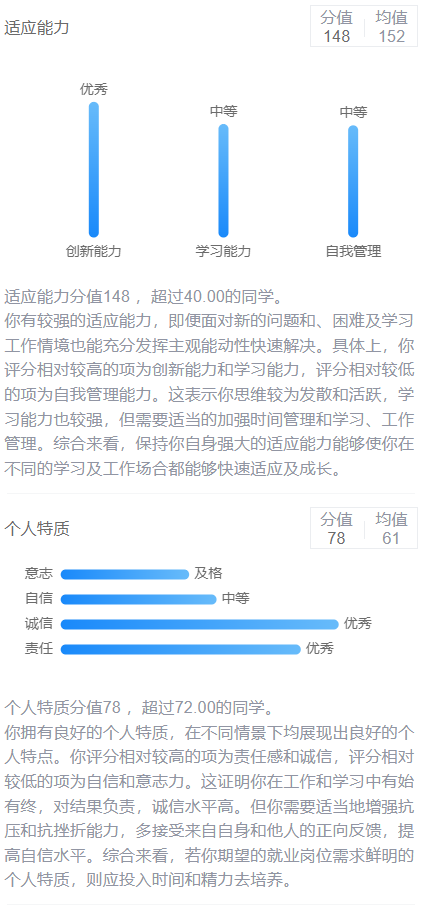 适应能力
分值 均值
148 152
优秀
中等
中等
创新能力 学习能力 自我管理
适应能力分值148 ，超过40.00的同学。
你有较强的适应能力，即便面对新的问题和、困难及学习
工作情境也能充分发挥主观能动性快速解决。具体上，你
评分相对较高的项为创新能力和学习能力，评分相对较低
的项为自我管理能力。这表示你思维较为发散和活跃，学
习能力也较强，但需要适当的加强时间管理和学习、工作
管理。综合来看，保持你自身强大的适应能力能够使你在
不同的学习及工作场合都能够快速适应及成长。
个人特质
分值 均值
78 61
意志 及格
自信 中等
诚信 优秀
责任 优秀
个人特质分值78 ，超过72.00的同学。
你拥有良好的个人特质，在不同情景下均展现出良好的个
人特点。你评分相对较高的项为责任感和诚信，评分相对
较低的项为自信和意志力。这证明你在工作和学习中有始
有终，对结果负责，诚信水平高。但你需要适当地增强抗
压和抗挫折能力，多接受来自自身和他人的正向反馈，提
高自信水平。综合来看，若你期望的就业岗位需求鲜明的
个人特质，则应投入时间和精力去培养。